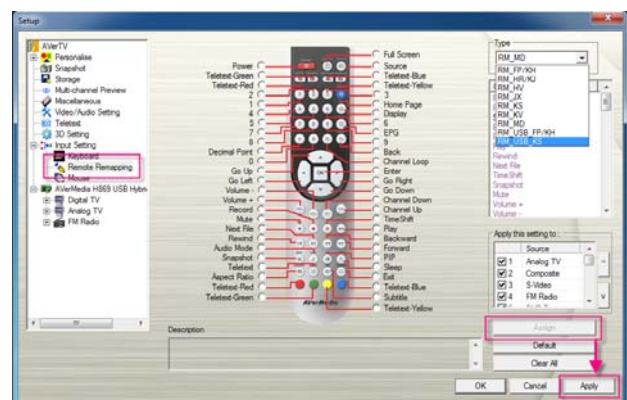 Setup
AVerTV
Personalise
Snapshot
Storage
Multi-channel Preview
Miscellaneous
Video/Audio Setting
Teletext
3D Setting
Input Setting
Keyboard
Remote Remapping
Mouse
AVerMedia H869 USB Hybri
Digital TV
Analog TV
FM Radio
Power
Teletext-Green
Teletext-Red
2
1
4
5
7
8
Decimal Point
0
Go Up
Go Left
Volume -
Volume +
Record
Mute
Next File
Rewind
Audio Mode
Snapshot
Teletext
Aspect Ratio
Teletext-Red
Teletext-Green
AVerMedia
Full Screen
Source
Teletext-Blue
Teletext-Yellow
3
Home Page
Display
6
EPG
9
Back
Channel Loop
Enter
Go Right
Go Down
Channel Down
Channel Up
TimeShift
Play
Backward
Forward
PIP
Sleep
Exit
Teletext-Blue
Subtitle
Teletext-Yellow
Type
RM_MD
RM_FP/KH
RM_HR/KJ
RM_HV
RM_JX
RM_KS
RM_KV
RM_MD
RM_USB_FP/KH
RM_USB_KS
Rewind
Next File
TimeShift
Snapshot
Mute
Volume +
Volume -
Apply this setting to :
Source
1 Analog TV
2 Composite
3 S-Video
4 FM Radio
Description
Assign
Default
Clear All
OK Cancel Apply